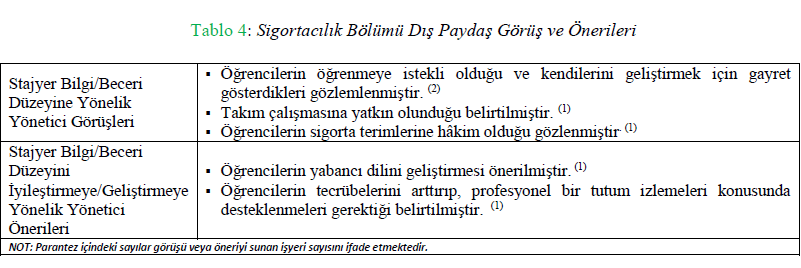 Tablo 4: Sigortacılık Bölümü Dış Paydaş Görüş ve Önerileri
Stajyer Bilgi/Beceri
Düzeyine Yönelik
Yönetici Görüşleri
▪ Öğrencilerin öğrenmeye istekli olduğu ve kendilerini geliştirmek için gayret
gösterdikleri gözlemlenmiştir. (2)
▪ Takım çalışmasına yatkın olunduğu belirtilmiştir. (1)
▪ Öğrencilerin sigorta terimlerine hâkim olduğu gözlenmiştir. (1)
Stajyer Bilgi/Beceri
Düzeyini
İyileştirmeye/Geliştirmeye
Yönelik Yönetici
Önerileri
▪ Öğrencilerin yabancı dilini geliştirmesi önerilmiştir. (1)
▪ Öğrencilerin tecrübelerini arttırıp, profesyonel bir tutum izlemeleri konusunda
desteklenmeleri gerektiği belirtilmiştir. (1)
NOT: Parantez içindeki sayılar görüşü veya öneriyi sunan işyeri sayısını ifade etmektedir.